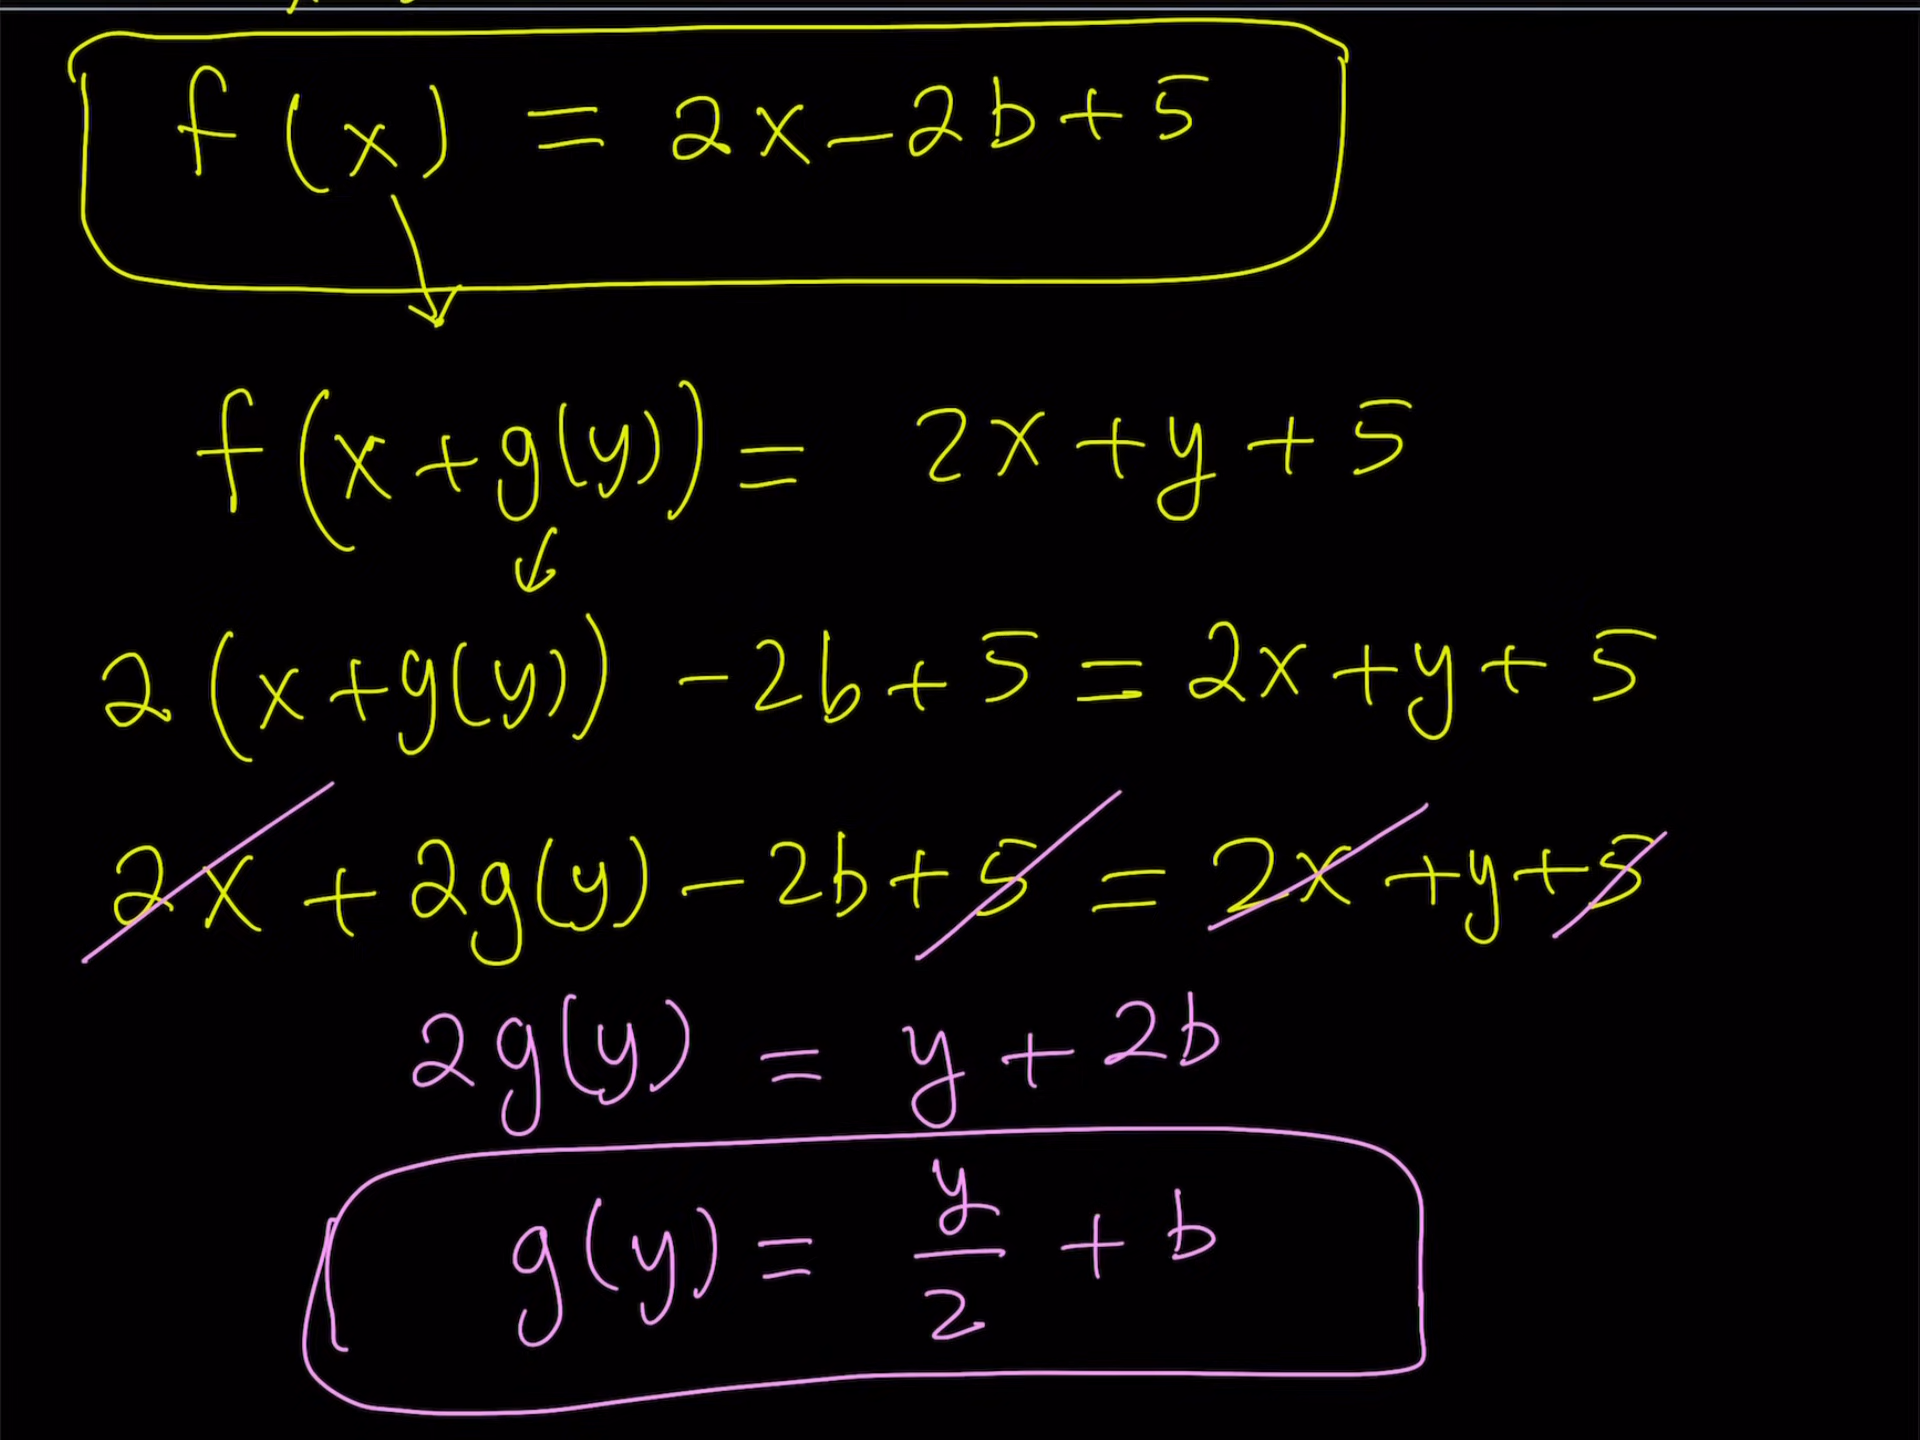 f(x) = 2x-2b+5
f(x+g(y)) = 2x+y+5
2(x+g(y)) -2b+5 = 2x+y+5
2x + 2g(y) - 2b+5 = 2x+y+5
2g(y) = y+2b
g(y) = y/2 + b